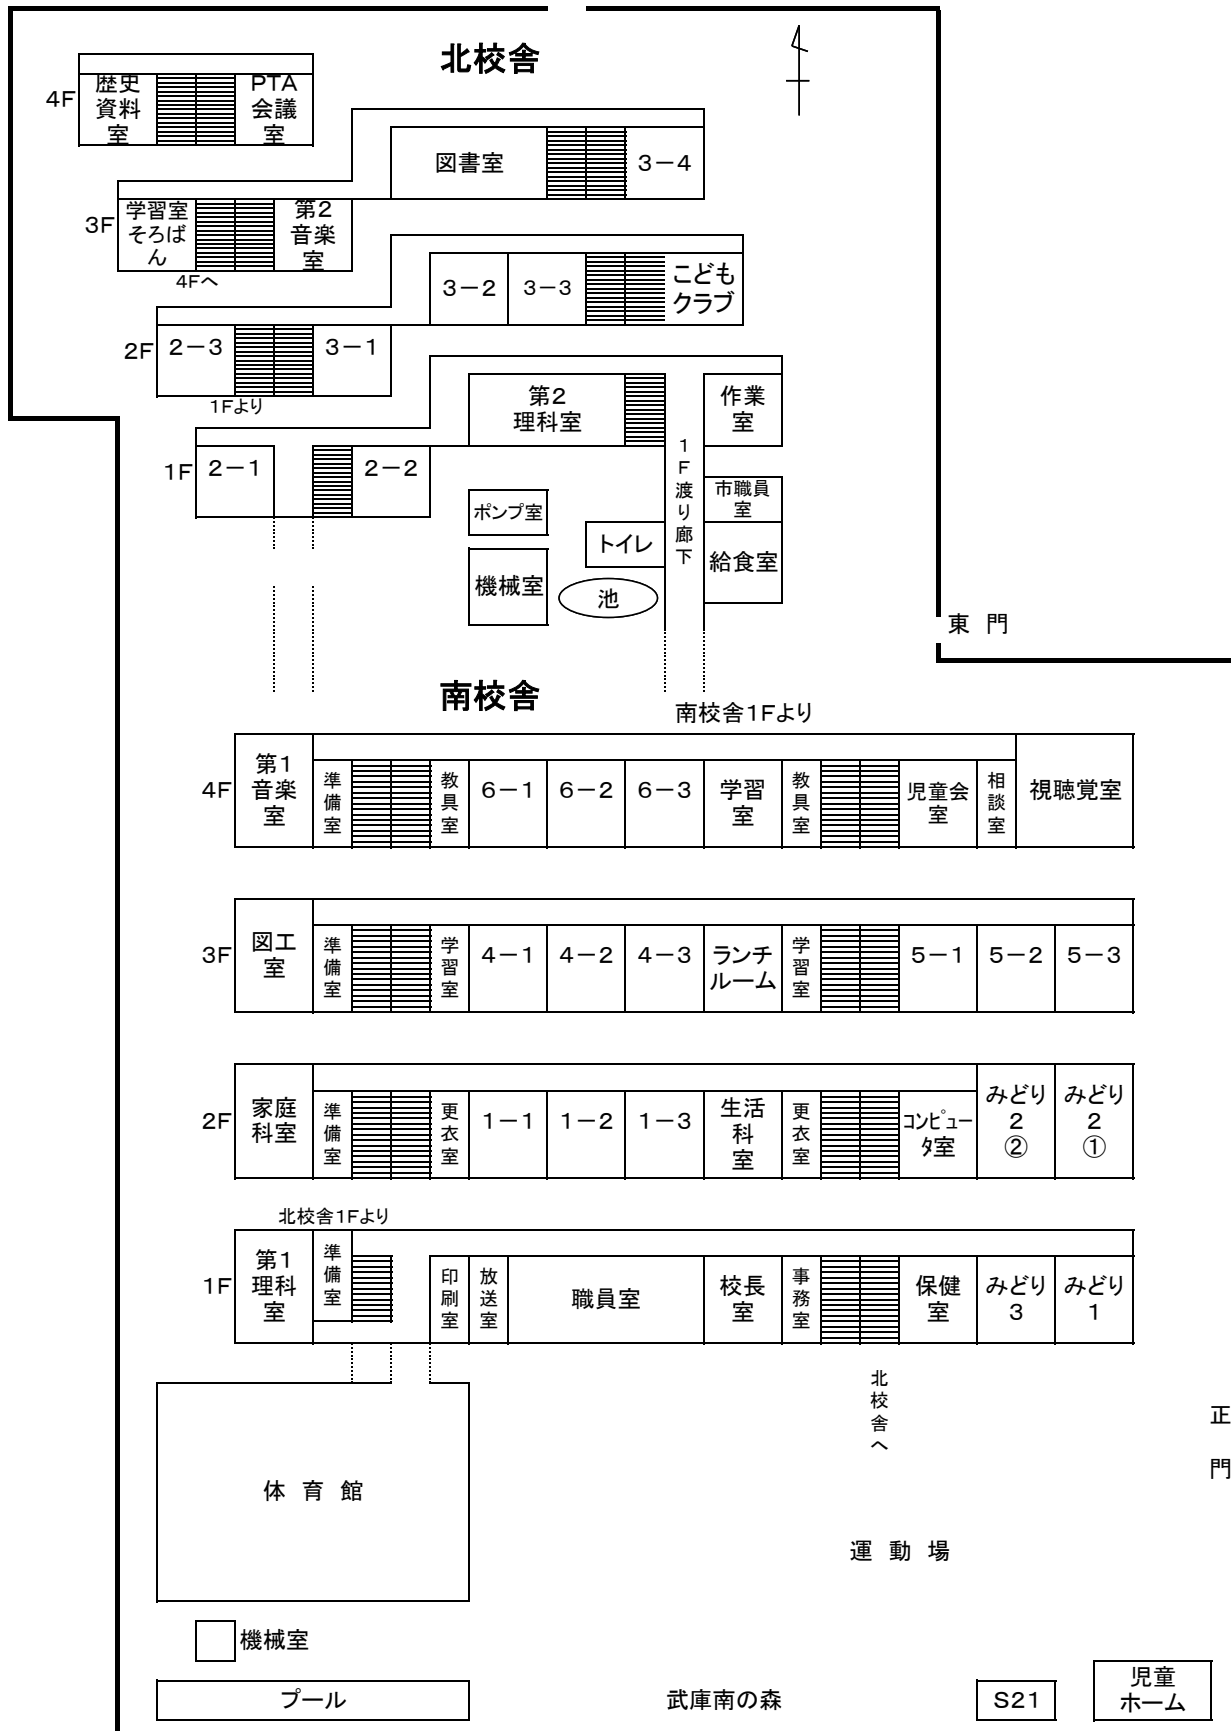 北校舎
4F
歴史
資料
室
PTA
会議
室
図書室
3－4
3F
学習室
そろば
ん
第2
音楽
室
4Fへ
3－2
3－3
こども
クラブ
2F
2－3
3－1
1Fより
第2
理科室
作業
室
1F
2－1
2－2
1F渡り廊下
ポンプ室
市職員
室
トイレ
機械室
池
給食室
東 門
南校舎
南校舎1Fより
4F
第1
音楽
室
準備室
教具室
6－1
6－2
6－3
学習
室
教具室
児童会
室
相談室
視聴覚室
3F
図工
室
準備室
学習室
4－1
4－2
4－3
ランチ
ルーム
学習室
5－1
5－2
5－3
2F
家庭
科室
準備室
更衣室
1－1
1－2
1－3
生活
科
室
更衣室
コンピュー
タ室
みどり
2
②
みどり
2
①
北校舎1Fより
1F
第1
理科
室
準備室
印刷室
放送室
職員室
校長
室
事務室
保健
室
みどり
3
みどり
1
北校舎へ
正門
体 育 館
運 動 場
機械室
プール
武庫南の森
S21
児童
ホーム